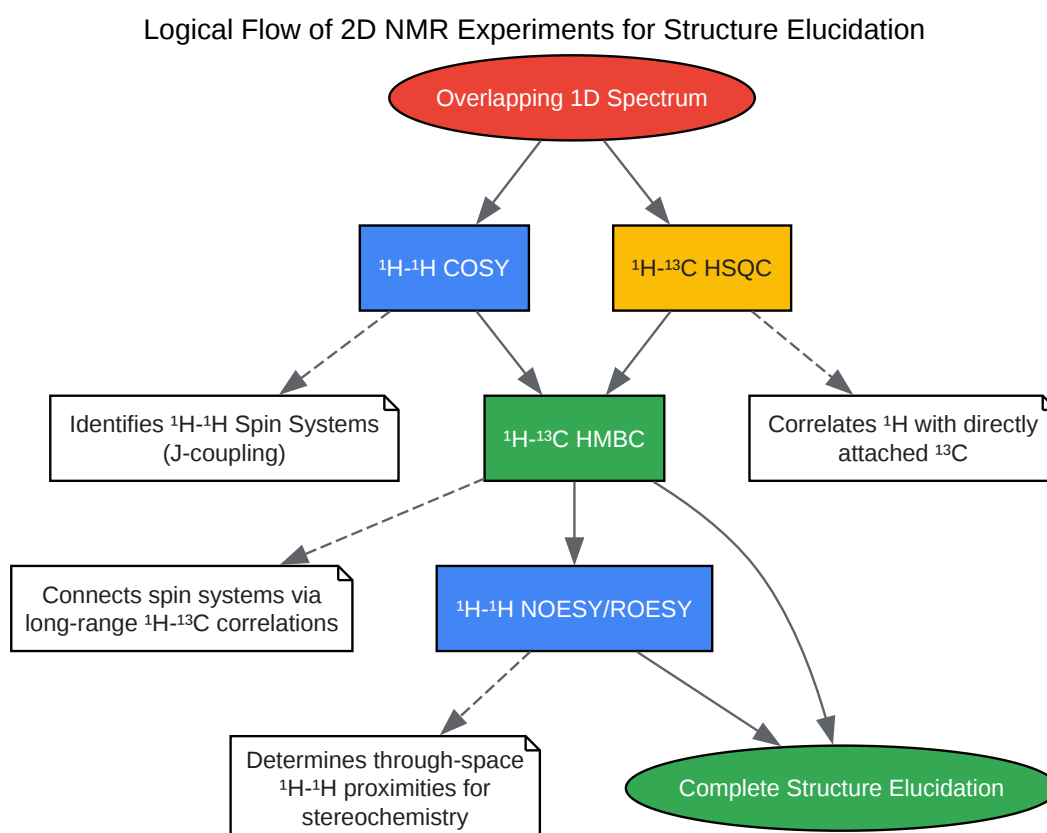 Logical Flow of 2D NMR Experiments for Structure Elucidation
Overlapping 1D Spectrum
¹H-¹H COSY
¹H-¹³C HSQC
Identifies ¹H-¹H Spin Systems
(J-coupling)
¹H-¹³C HMBC
Correlates ¹H with directly
attached ¹³C
Connects spin systems via
long-range ¹H-¹³C correlations
¹H-¹H NOESY/ROESY
Determines through-space
¹H-¹H proximities for
stereochemistry
Complete Structure Elucidation